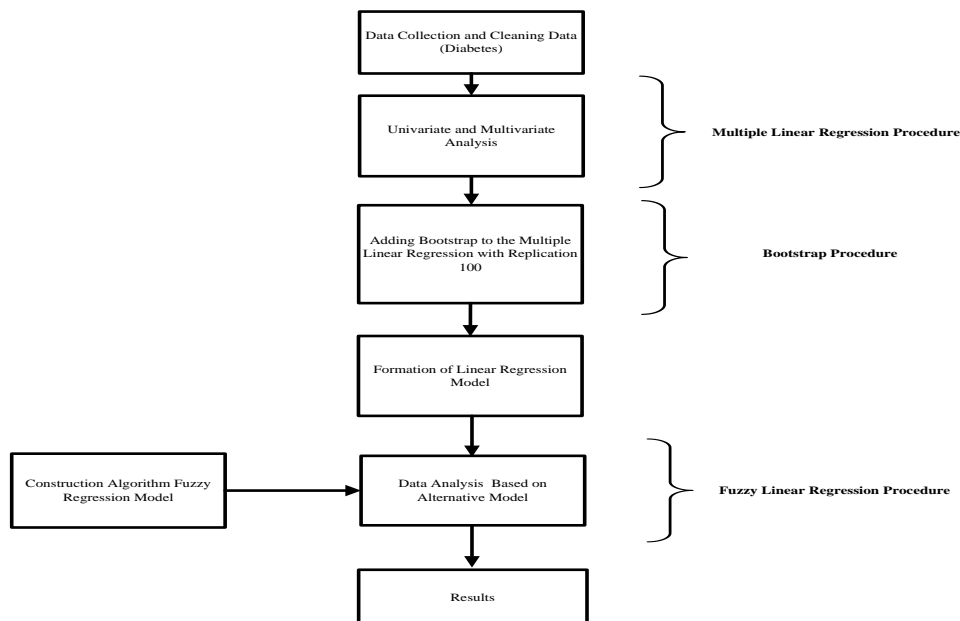 Data Collection and Cleaning Data
(Diabetes)
Univariate and Multivariate
Analysis
Multiple Linear Regression Procedure
Adding Bootstrap to the Multiple
Linear Regression with Replication
100
Bootstrap Procedure
Formation of Linear Regression
Model
Construction Algorithm Fuzzy
Regression Model
Data Analysis Based on
Alternative Model
Fuzzy Linear Regression Procedure
Results